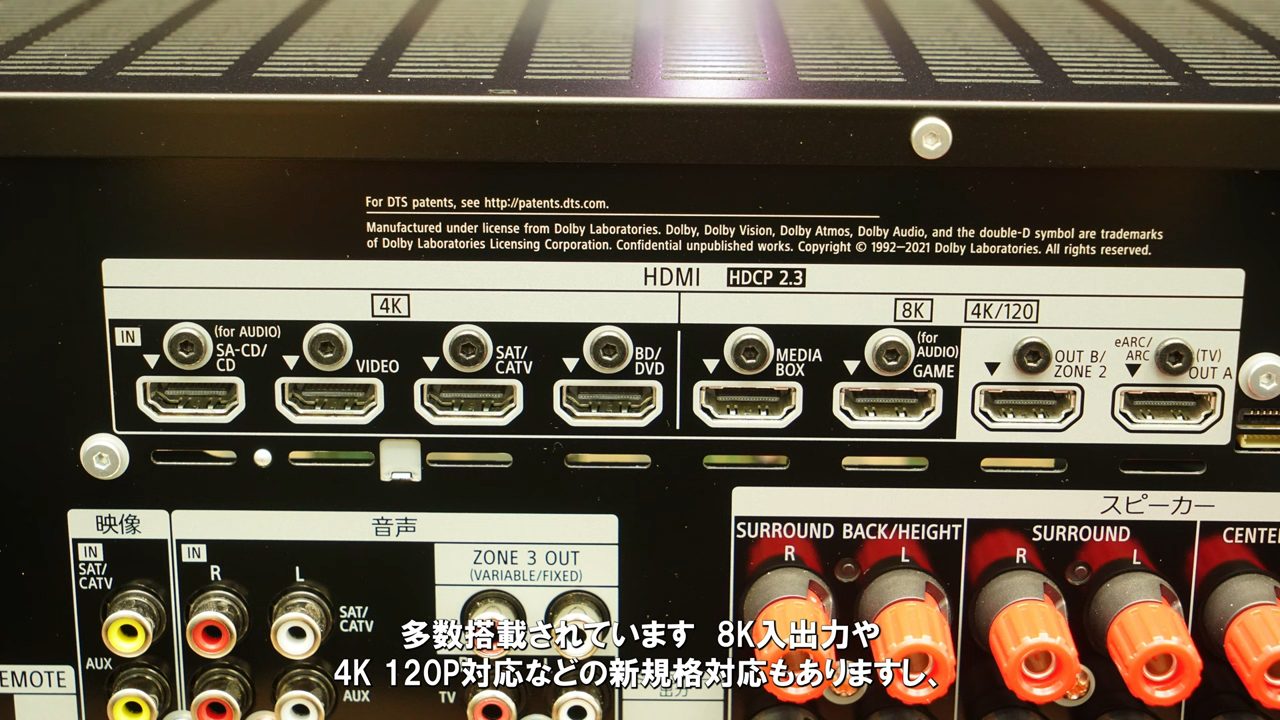 For DTS patents, see http://patents.dts.com.
Manufactured under license from Dolby Laboratories. Dolby, Dolby Vision, Dolby Atmos, Dolby Audio, and the double-D symbol are trademarks
of Dolby Laboratories Licensing Corporation. Confidential unpublished works. Copyright © 1992–2021 Dolby Laboratories. All rights reserved.
HDMI HDCP 2.3
4K
8K 4K/120
IN
(for AUDIO)
SA-CD/
CD
VIDEO
SAT/
CATV
BD/
DVD
MEDIA
BOX
(for
AUDIO)
GAME
OUT B/
ZONE 2
eARC/
ARC
(TV)
OUT A
映像
IN
SAT/
CATV
AUX
音声
IN
R L
SAT/
CATV
AUX
ZONE 3 OUT
(VARIABLE/FIXED)
TV
スピーカー
SURROUND BACK/HEIGHT
R L
SURROUND
R L
CENTE
EMOTE
出力
多数搭載されています 8K入出力や
4K 120P対応などの新規格対応もありますし、